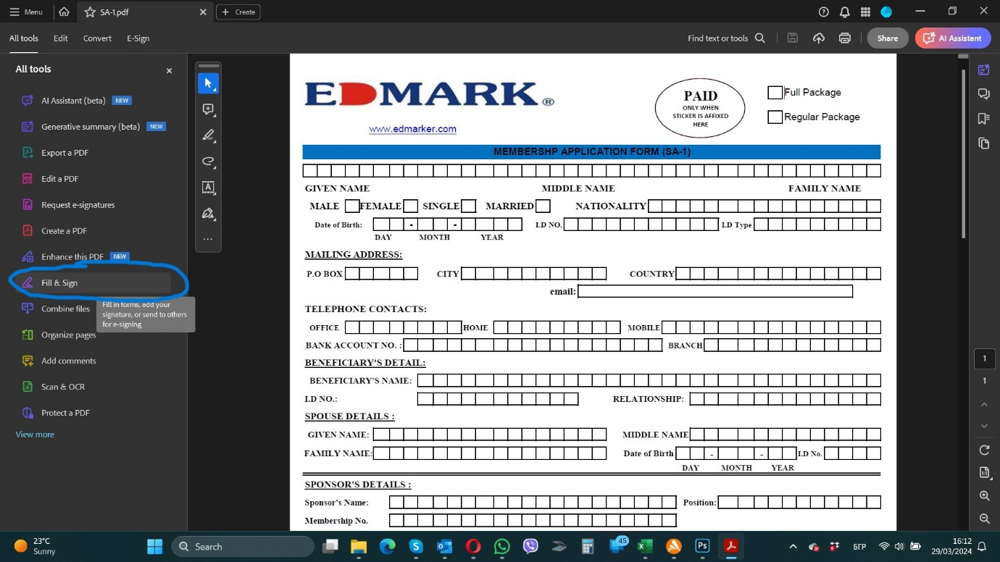 Menu
SA-1.pdf
Create
All tools
Edit
Convert
E-Sign
Find text or tools
Share
AI Assistant
All tools
AI Assistant (beta) NEW
Generative summary (beta) NEW
Export a PDF
Edit a PDF
Request e-signatures
Create a PDF
Enhance this PDF NEW
Fill & Sign
Fill in forms, add your
signature, or send to others
for e-signing
Combine files
Organize pages
Add comments
Scan & OCR
Protect a PDF
View more
EDMARK®
www.edmarker.com
PAID
ONLY WHEN
STICKER IS AFFIXED
HERE
Full Package
Regular Package
MEMBERSHP APPLICATION FORM (SA-1)
GIVEN NAME MIDDLE NAME FAMILY NAME
MALE FEMALE SINGLE MARRIED NATIONALITY
Date of Birth: - - I.D NO. I.D Type
DAY MONTH YEAR
MAILING ADDRESS:
P.O BOX CITY COUNTRY
email:
TELEPHONE CONTACTS:
OFFICE HOME MOBILE
BANK ACCOUNT NO. : BRANCH
BENEFICIARY'S DETAIL:
BENEFICIARY'S NAME:
I.D NO.: RELATIONSHIP:
SPOUSE DETAILS :
GIVEN NAME: MIDDLE NAME
FAMILY NAME: Date of Birth - - I.D No.
DAY MONTH YEAR
SPONSOR'S DETAILS :
Sponsor's Name: Position:
Membership No.
1
1
23°C
Sunny
Search
45
Ps
БГР
16:12
29/03/2024